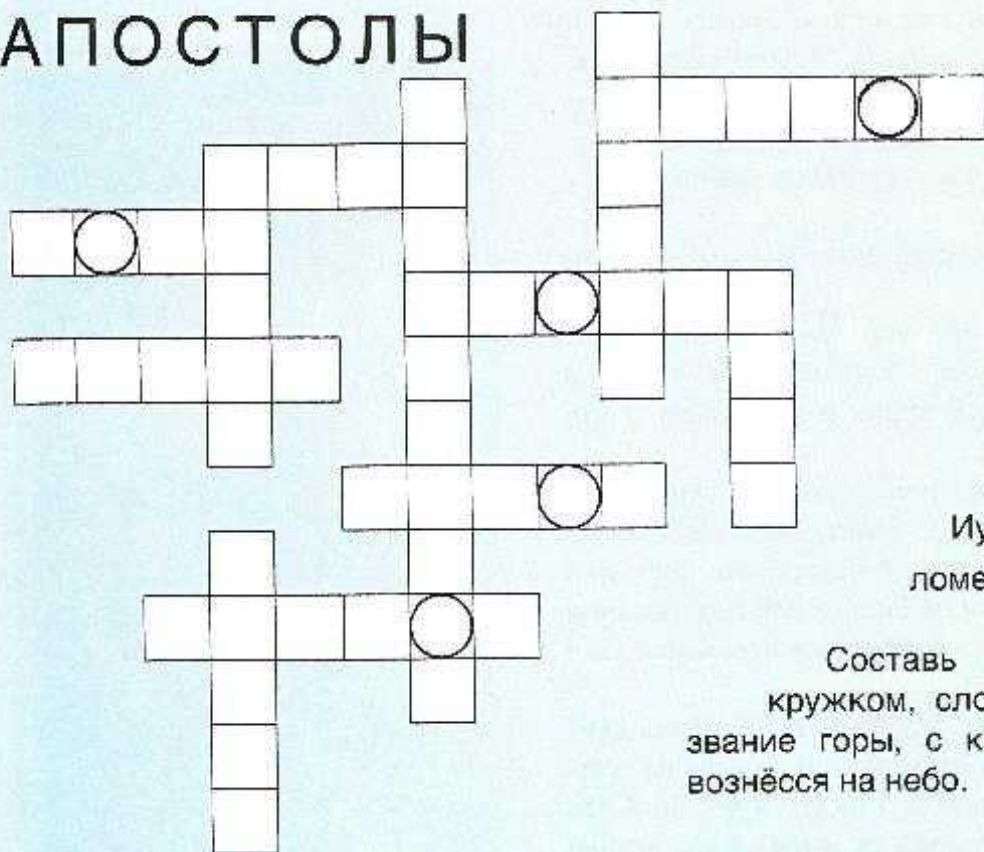 АПОСТОЛЫ
Иу
ломе
Составь
кружком, сло
звание горы, с к
вознёсся на небо.